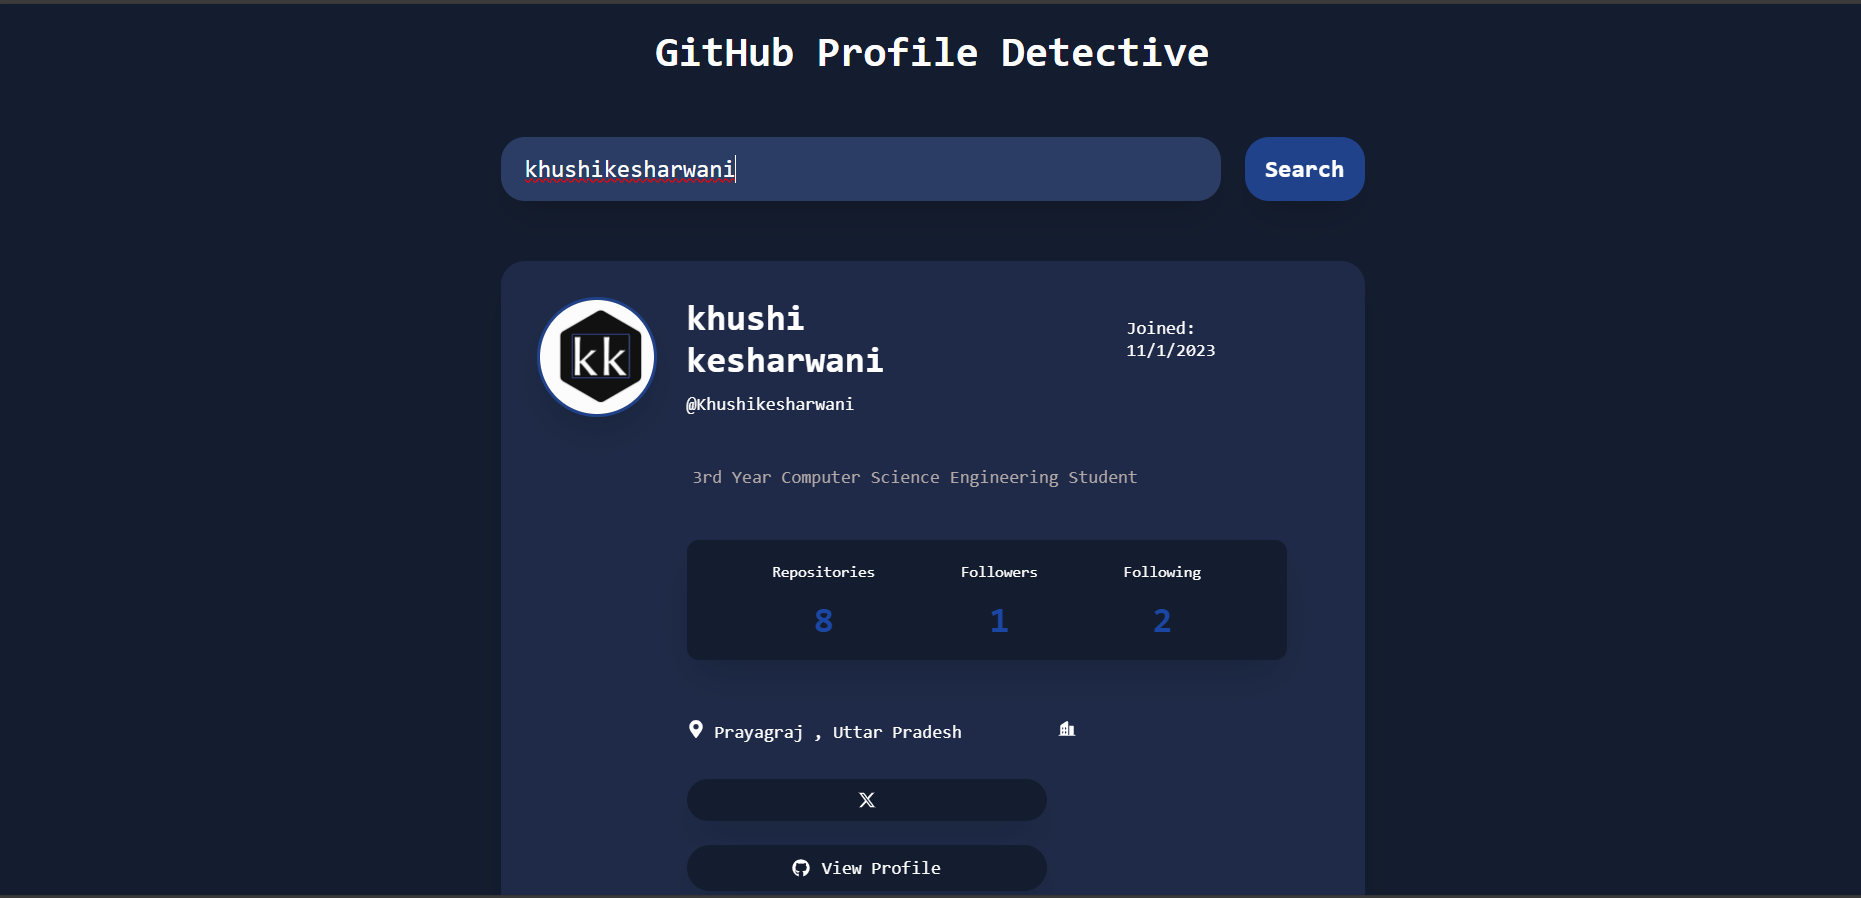 GitHub Profile Detective
khushikesharwani
Search
kk
khushi
kesharwani
@Khushikesharwani
Joined:
11/1/2023
3rd Year Computer Science Engineering Student
Repositories Followers Following
8 1 2
Prayagraj , Uttar Pradesh
View Profile